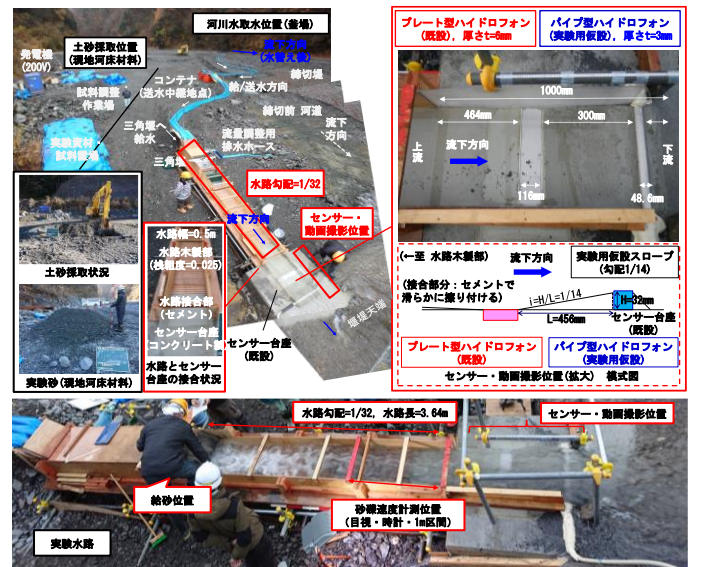 河川水取水位置(釜場)
土砂採取位置
(現地河床材料)
発電機
(200V)
流下方向
(水替え後)
コンテナ
(送水中継地点)
締切堤
給/送水方向
試料調整
作業場
締切前 河道
流下
方向
三角堰へ
給水
流量調整用
排水ホース
実験資材
試料置場
三角堰
水路勾配=1/32
流下方向
センサー・
動画撮影位置
水路幅=0.5m
水路木製部
(桟粗度=0.025)
水路接合部
(セメント)
センサー台座
(コンクリート製)
土砂採取状況
実験砂(現地河床材料)
水路とセンサー
台座の接合状況
センサー台座
(既設)
堰堤天端
プレート型ハイドロフォン
(既設), 厚さt=6mm
パイプ型ハイドロフォン
(実験用仮設), 厚さt=3mm
1000mm
464mm
300mm
上流
流下方向
下流
116mm
48.6mm
(←至 水路木製部)
流下方向
実験用仮設スロープ
(勾配1/14)
(接合部分:セメントで
滑らかに擦り付ける)
i=H/L=1/14
H=32mm
L=456mm
センサー台座
(既設)
プレート型ハイドロフォン
(既設)
パイプ型ハイドロフォン
(実験用仮設)
センサー・動画撮影位置(拡大) 模式図
水路勾配=1/32, 水路長=3.64m
センサー・動画撮影位置
給砂位置
砂礫速度計測位置
(目視・時計・1m区間)
実験水路